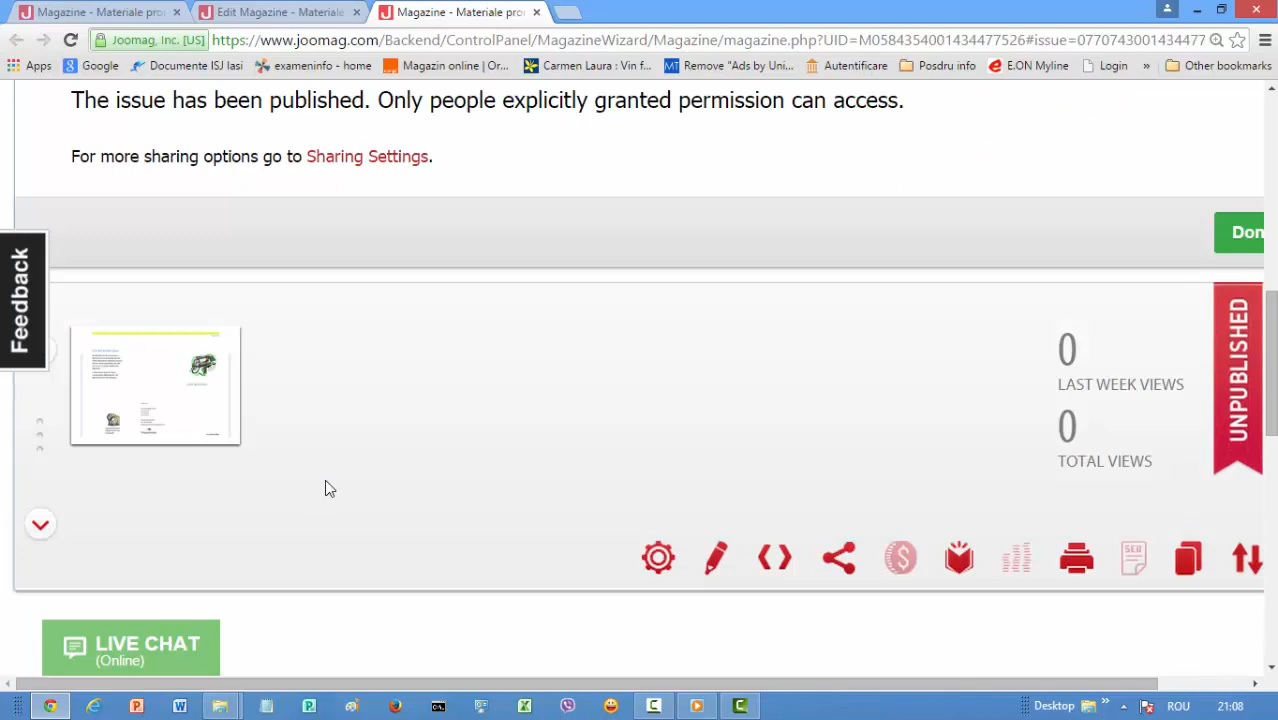 Magazine - Materiale pro
Edit Magazine - Materiale
Magazine - Materiale pro
Joomag, Inc. [US]
https://www.joomag.com/Backend/ControlPanel/MagazineWizard/Magazine/magazine.php?UID=M0584354001434477526#issue=0770743001434477
Apps
Google
Documente ISJ Iasi
exameninfo - home
Magazin online | Or...
Carmen Laura : Vin f...
Remove "Ads by Uni...
Autentificare
Posdru info
E.ON Myline
Login
»
Other bookmarks
The issue has been published. Only people explicitly granted permission can access.
For more sharing options go to Sharing Settings.
Don
Feedback
0
LAST WEEK VIEWS
0
TOTAL VIEWS
UNPUBLISHED
SEO
LIVE CHAT
(Online)
Desktop
»
ROU
21:08